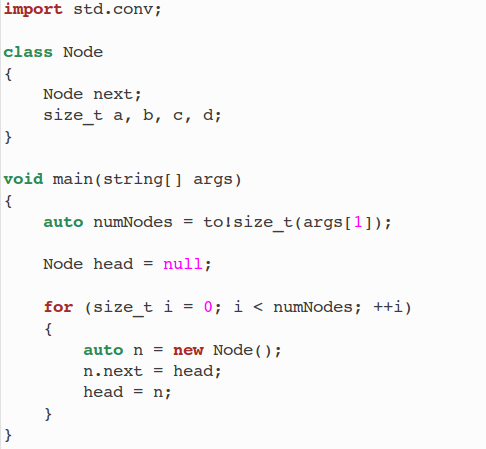 import std.conv;

class Node
{
    Node next;
    size_t a, b, c, d;
}

void main(string[] args)
{
    auto numNodes = to!size_t(args[1]);

    Node head = null;

    for (size_t i = 0; i < numNodes; ++i)
    {
        auto n = new Node();
        n.next = head;
        head = n;
    }
}